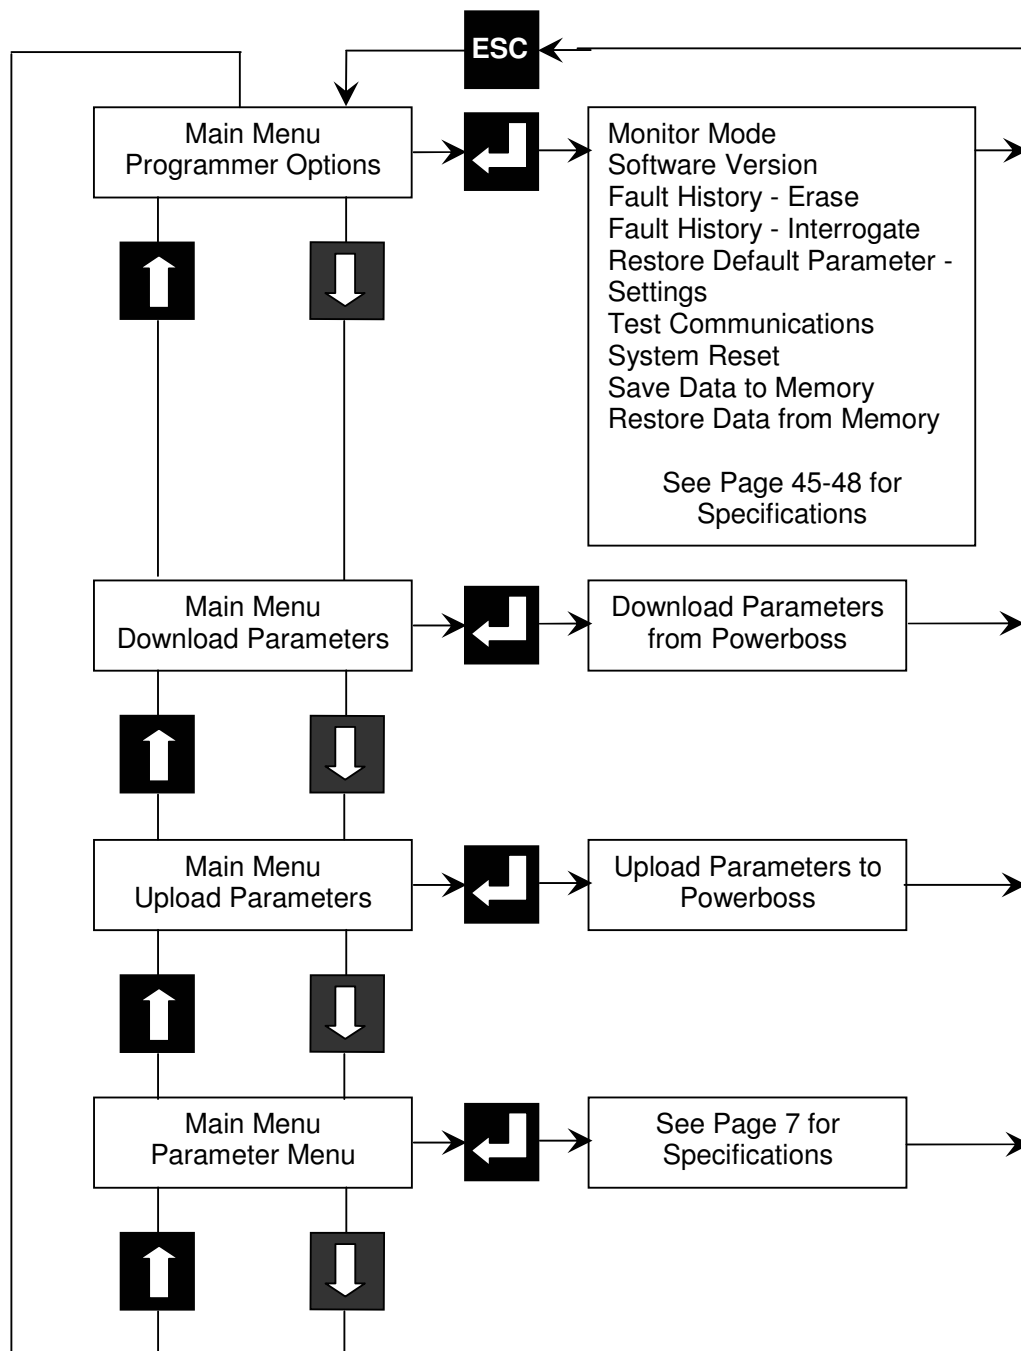 ESC
Main Menu
Programmer Options
Monitor Mode
Software Version
Fault History - Erase
Fault History - Interrogate
Restore Default Parameter -
Settings
Test Communications
System Reset
Save Data to Memory
Restore Data from Memory
See Page 45-48 for
Specifications
Main Menu
Download Parameters
Download Parameters
from Powerboss
Main Menu
Upload Parameters
Upload Parameters to
Powerboss
Main Menu
Parameter Menu
See Page 7 for
Specifications